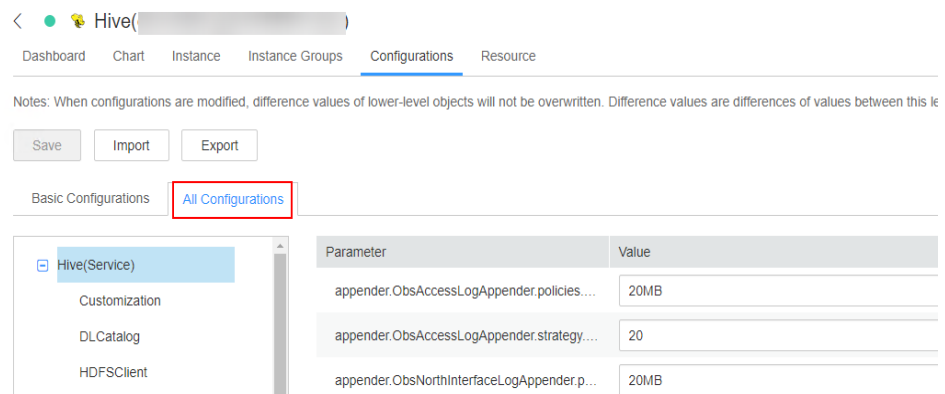 Hive( )
Dashboard Chart Instance Instance Groups Configurations Resource
Notes: When configurations are modified, difference values of lower-level objects will not be overwritten. Difference values are differences of values between this
Save Import Export
Basic Configurations All Configurations
Parameter Value
Hive(Service)
appender.ObsAccessLogAppender.policies.... 20MB
Customization
DLCatalog
appender.ObsAccessLogAppender.strategy.... 20
HDFSClient
appender.ObsNorthInterfaceLogAppender.p... 20MB